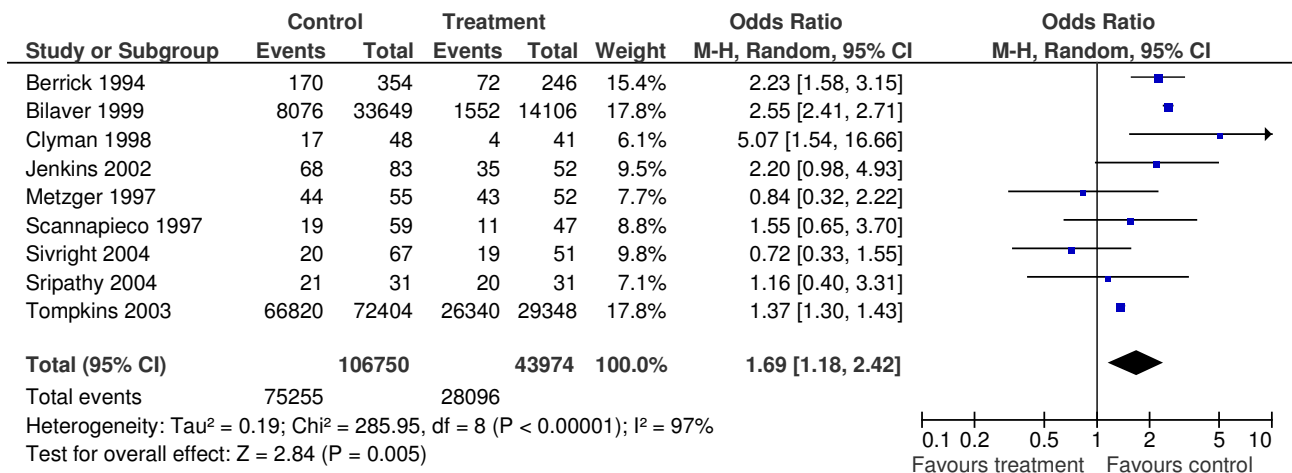 Control Treatment Odds Ratio Odds Ratio
Study or Subgroup Events Total Events Total Weight M-H, Random, 95% CI M-H, Random, 95% CI
Berrick 1994 170 354 72 246 15.4% 2.23 [1.58, 3.15]
Bilaver 1999 8076 33649 1552 14106 17.8% 2.55 [2.41, 2.71]
Clyman 1998 17 48 4 41 6.1% 5.07 [1.54, 16.66]
Jenkins 2002 68 83 35 52 9.5% 2.20 [0.98, 4.93]
Metzger 1997 44 55 43 52 7.7% 0.84 [0.32, 2.22]
Scannapieco 1997 19 59 11 47 8.8% 1.55 [0.65, 3.70]
Sivright 2004 20 67 19 51 9.8% 0.72 [0.33, 1.55]
Sripathy 2004 21 31 20 31 7.1% 1.16 [0.40, 3.31]
Tompkins 2003 66820 72404 26340 29348 17.8% 1.37 [1.30, 1.43]
Total (95% CI) 106750 43974 100.0% 1.69 [1.18, 2.42]
Total events 75255 28096
Heterogeneity: Tau² = 0.19; Chi² = 285.95, df = 8 (P < 0.00001); I² = 97%
Test for overall effect: Z = 2.84 (P = 0.005)
0.1 0.2 0.5 1 2 5 10
Favours treatment Favours control